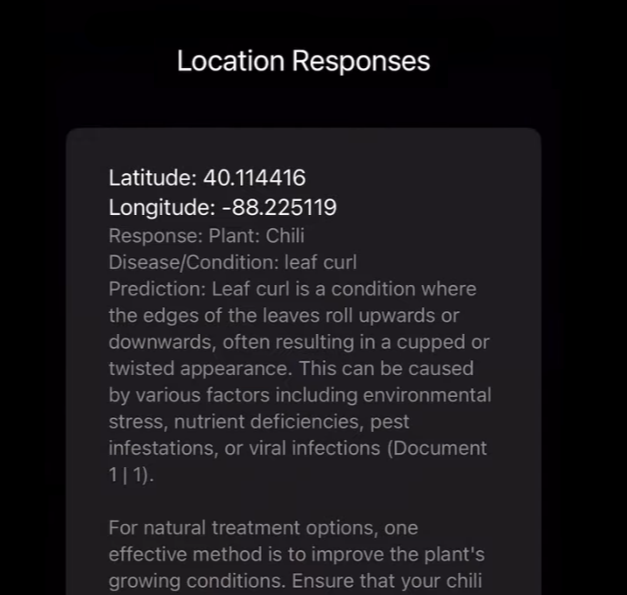 Location Responses
Latitude: 40.114416
Longitude: -88.225119
Response: Plant: Chili
Disease/Condition: leaf curl
Prediction: Leaf curl is a condition where
the edges of the leaves roll upwards or
downwards, often resulting in a cupped or
twisted appearance. This can be caused
by various factors including environmental
stress, nutrient deficiencies, pest
infestations, or viral infections (Document
1 | 1).
For natural treatment options, one
effective method is to improve the plant's
growing conditions. Ensure that your chili